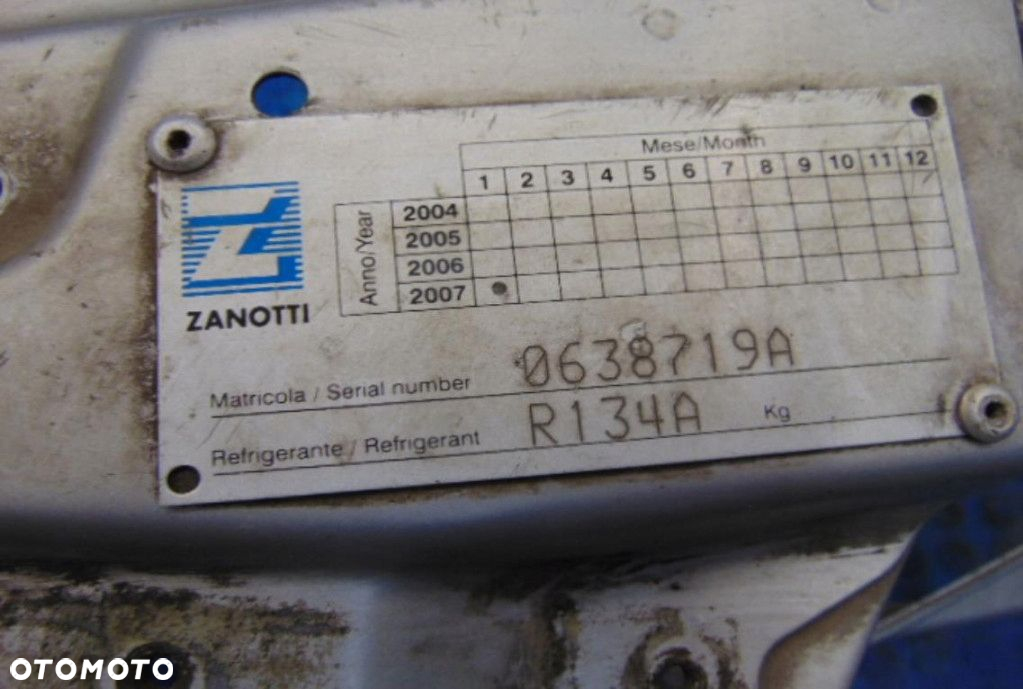 Mese/Month
1 2 3 4 5 6 7 8 9 10 11 12
Anno/Year
2004
2005
2006
2007
ZANOTTI
Matricola / Serial number 0638719A
Refrigerante / Refrigerant R134A Kg
OTOMOTO